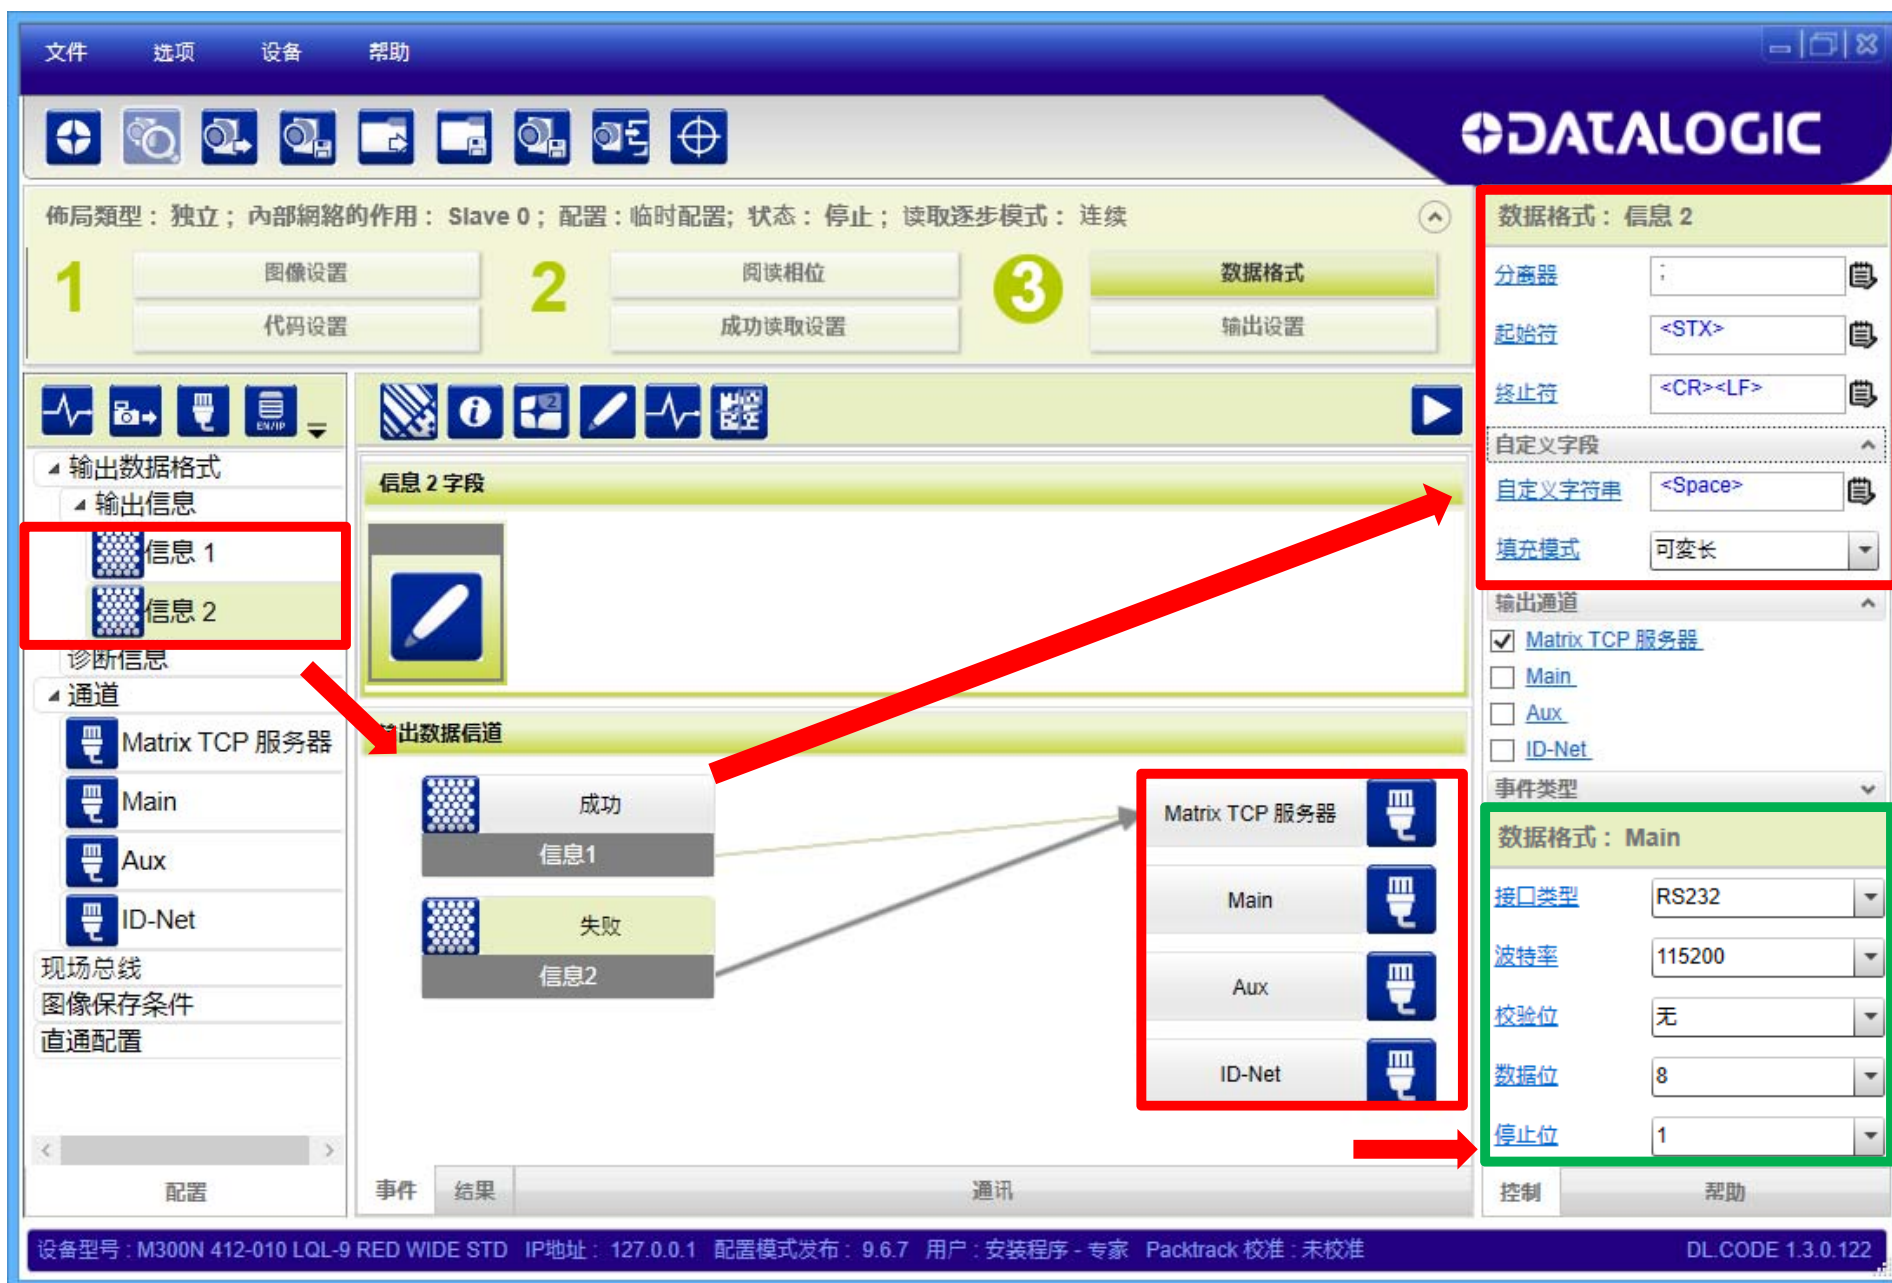 文件 选项 设备 帮助
DATALOGIC
佈局類型： 独立； 內部網絡的作用： Slave 0； 配置：临时配置; 状态： 停止； 读取逐步模式： 连续
1 图像设置 2 阅读相位 3 数据格式
代码设置 成功读取设置 输出设置
EN/IP
2
输出数据格式
输出信息
信息 1
信息 2
诊断信息
通道
Matrix TCP 服务器
Main
Aux
ID-Net
现场总线
图像保存条件
直通配置
配置
信息 2 字段
出数据信道
成功
信息1
失败
信息2
Matrix TCP 服务器
Main
Aux
ID-Net
事件 结果 通讯
数据格式： 信息 2
分离器 ;
起始符 <STX>
终止符 <CR><LF>
自定义字段
自定义字符串 <Space>
填充模式 可变长
输出通道
Matrix TCP 服务器
Main
Aux
ID-Net
事件类型
数据格式： Main
接口类型 RS232
波特率 115200
校验位 无
数据位 8
停止位 1
控制 帮助
设备型号 : M300N 412-010 LQL-9 RED WIDE STD IP地址： 127.0.0.1 配置模式发布： 9.6.7 用户 : 安装程序 - 专家 Packtrack 校准 : 未校准 DL.CODE 1.3.0.122